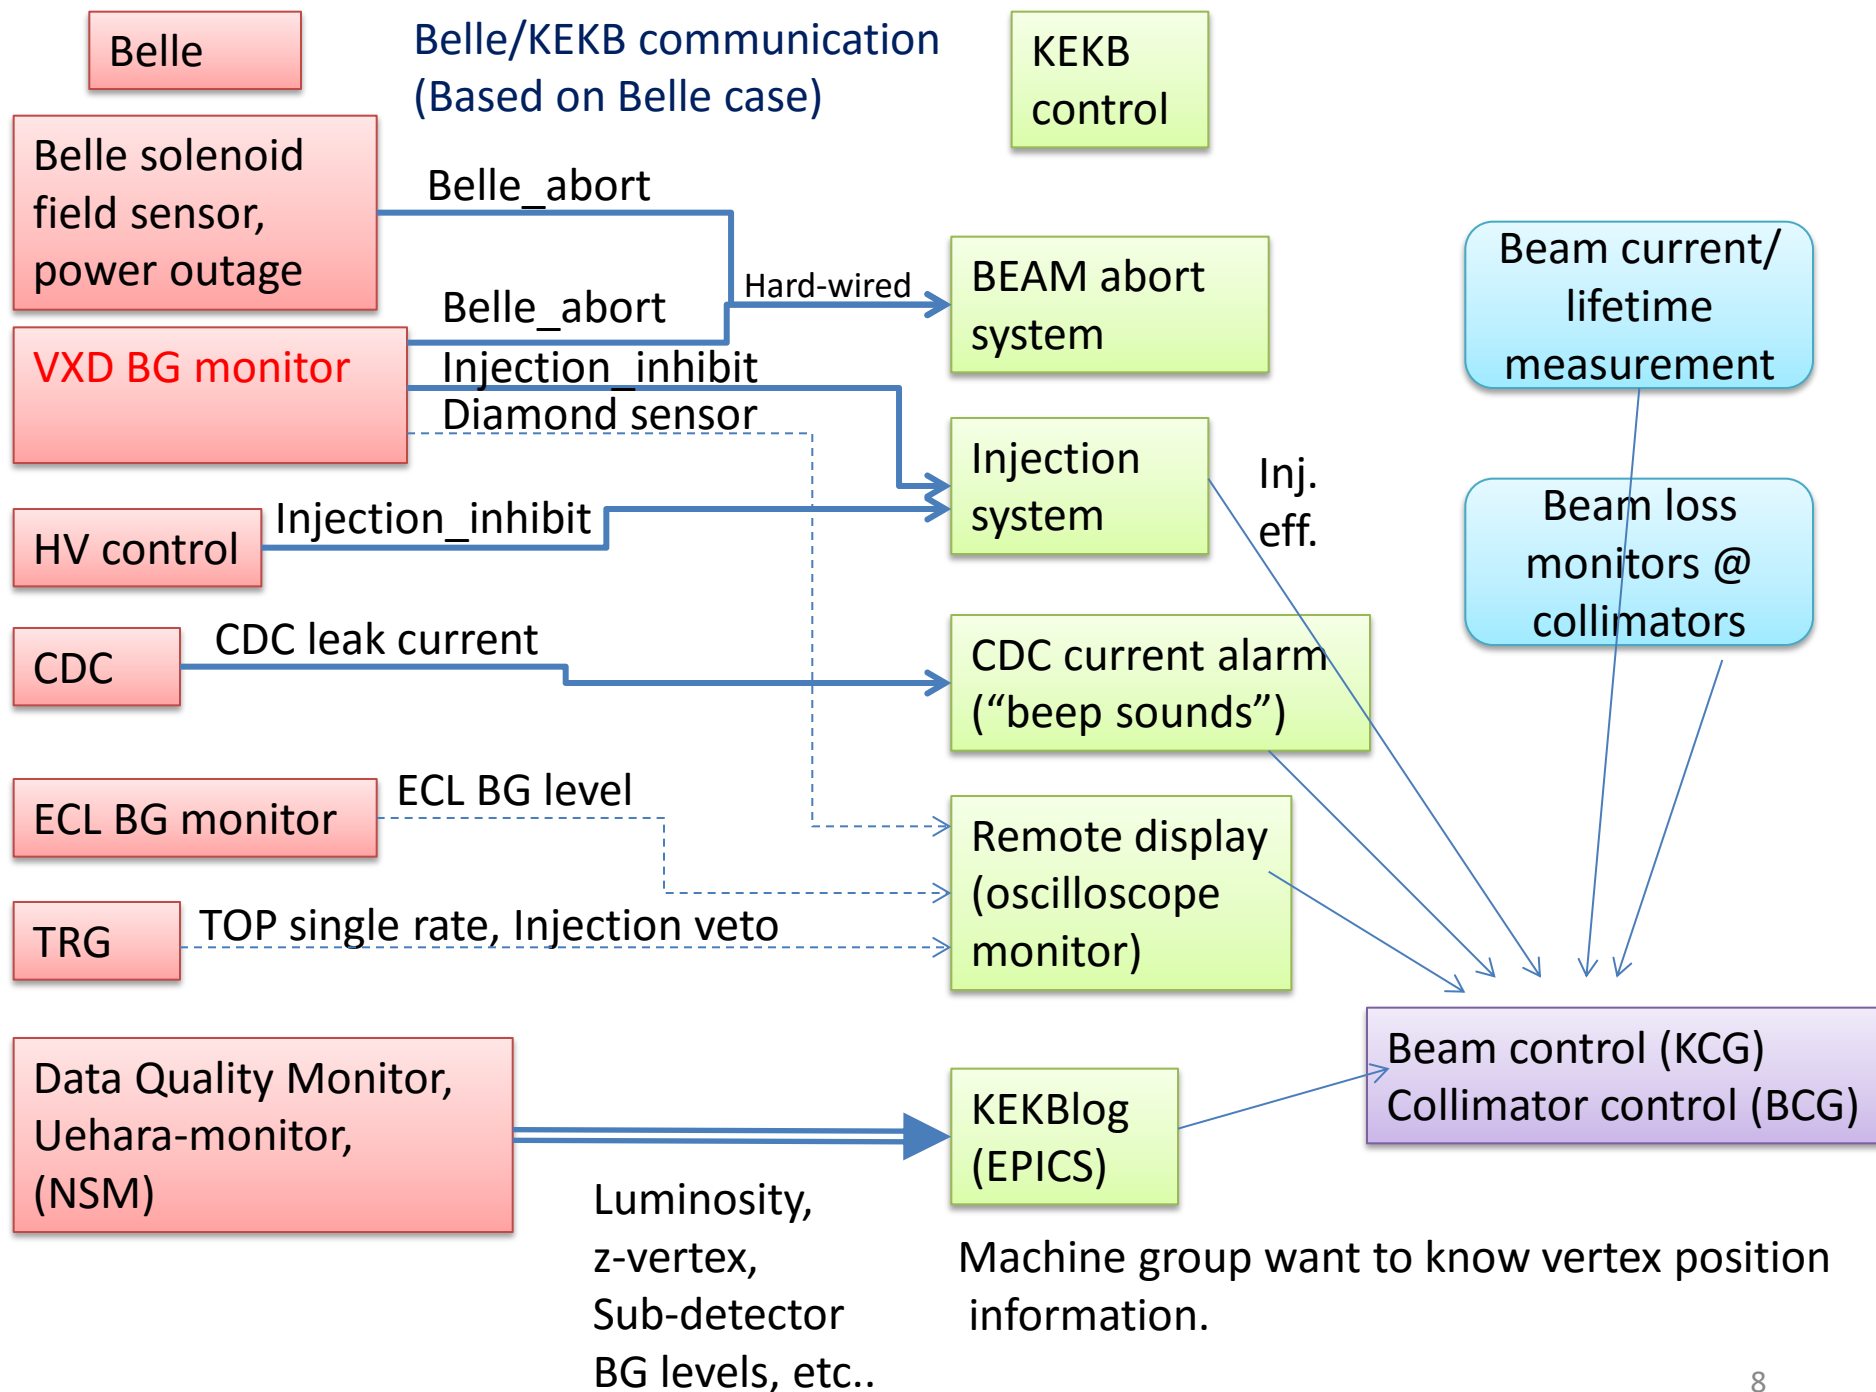 Belle
Belle/KEKB communication
(Based on Belle case)
KEKB
control
Belle solenoid
field sensor,
power outage
Belle_abort
Hard-wired
BEAM abort
system
Beam current/
lifetime
measurement
VXD BG monitor
Belle_abort
Injection_inhibit
Diamond sensor
Injection
system
Inj.
eff.
Beam loss
monitors @
collimators
HV control
Injection_inhibit
CDC
CDC leak current
CDC current alarm
(“beep sounds”)
ECL BG monitor
ECL BG level
Remote display
(oscilloscope
monitor)
TRG
TOP single rate, Injection veto
Data Quality Monitor,
Uehara-monitor,
(NSM)
KEKBlog
(EPICS)
Beam control (KCG)
Collimator control (BCG)
Luminosity,
z-vertex,
Sub-detector
BG levels, etc..
Machine group want to know vertex position
information.
8